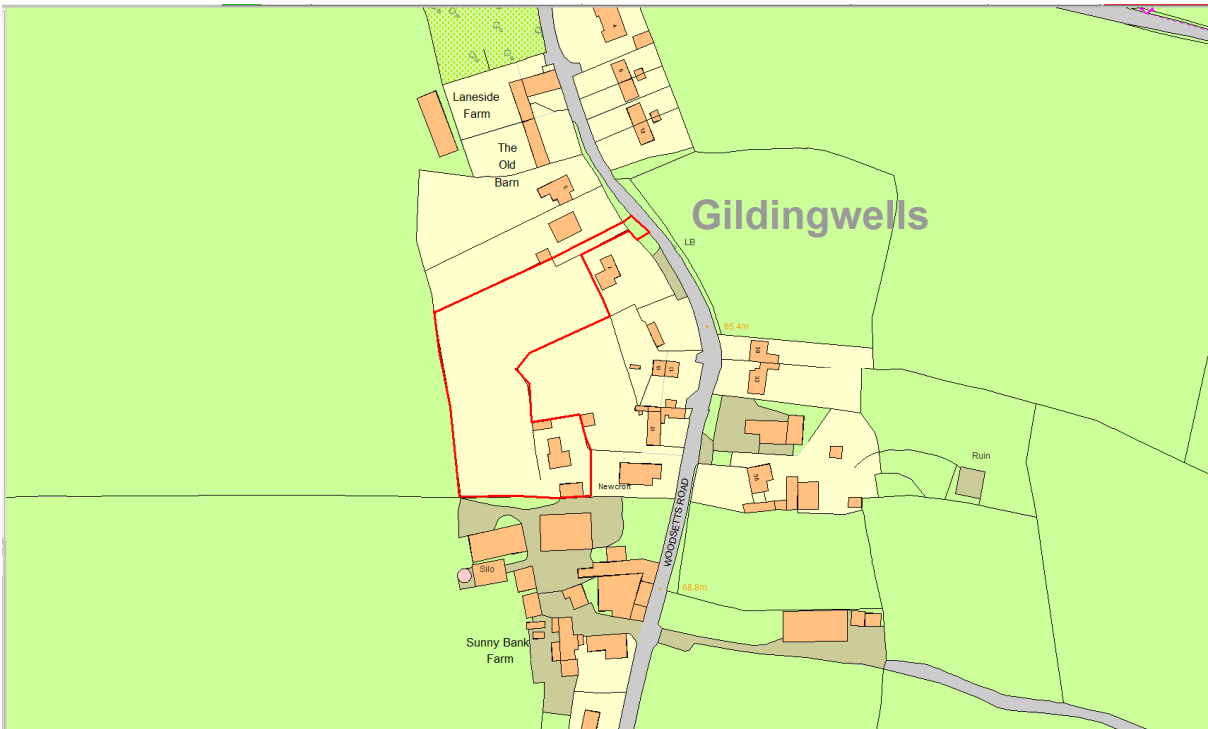 Laneside
Farm
The
Old
Barn
Gildingwells
LB
65.4m
Ruin
Newcroft
WOODSETTS ROAD
Silo
68.8m
Sunny Bank
Farm